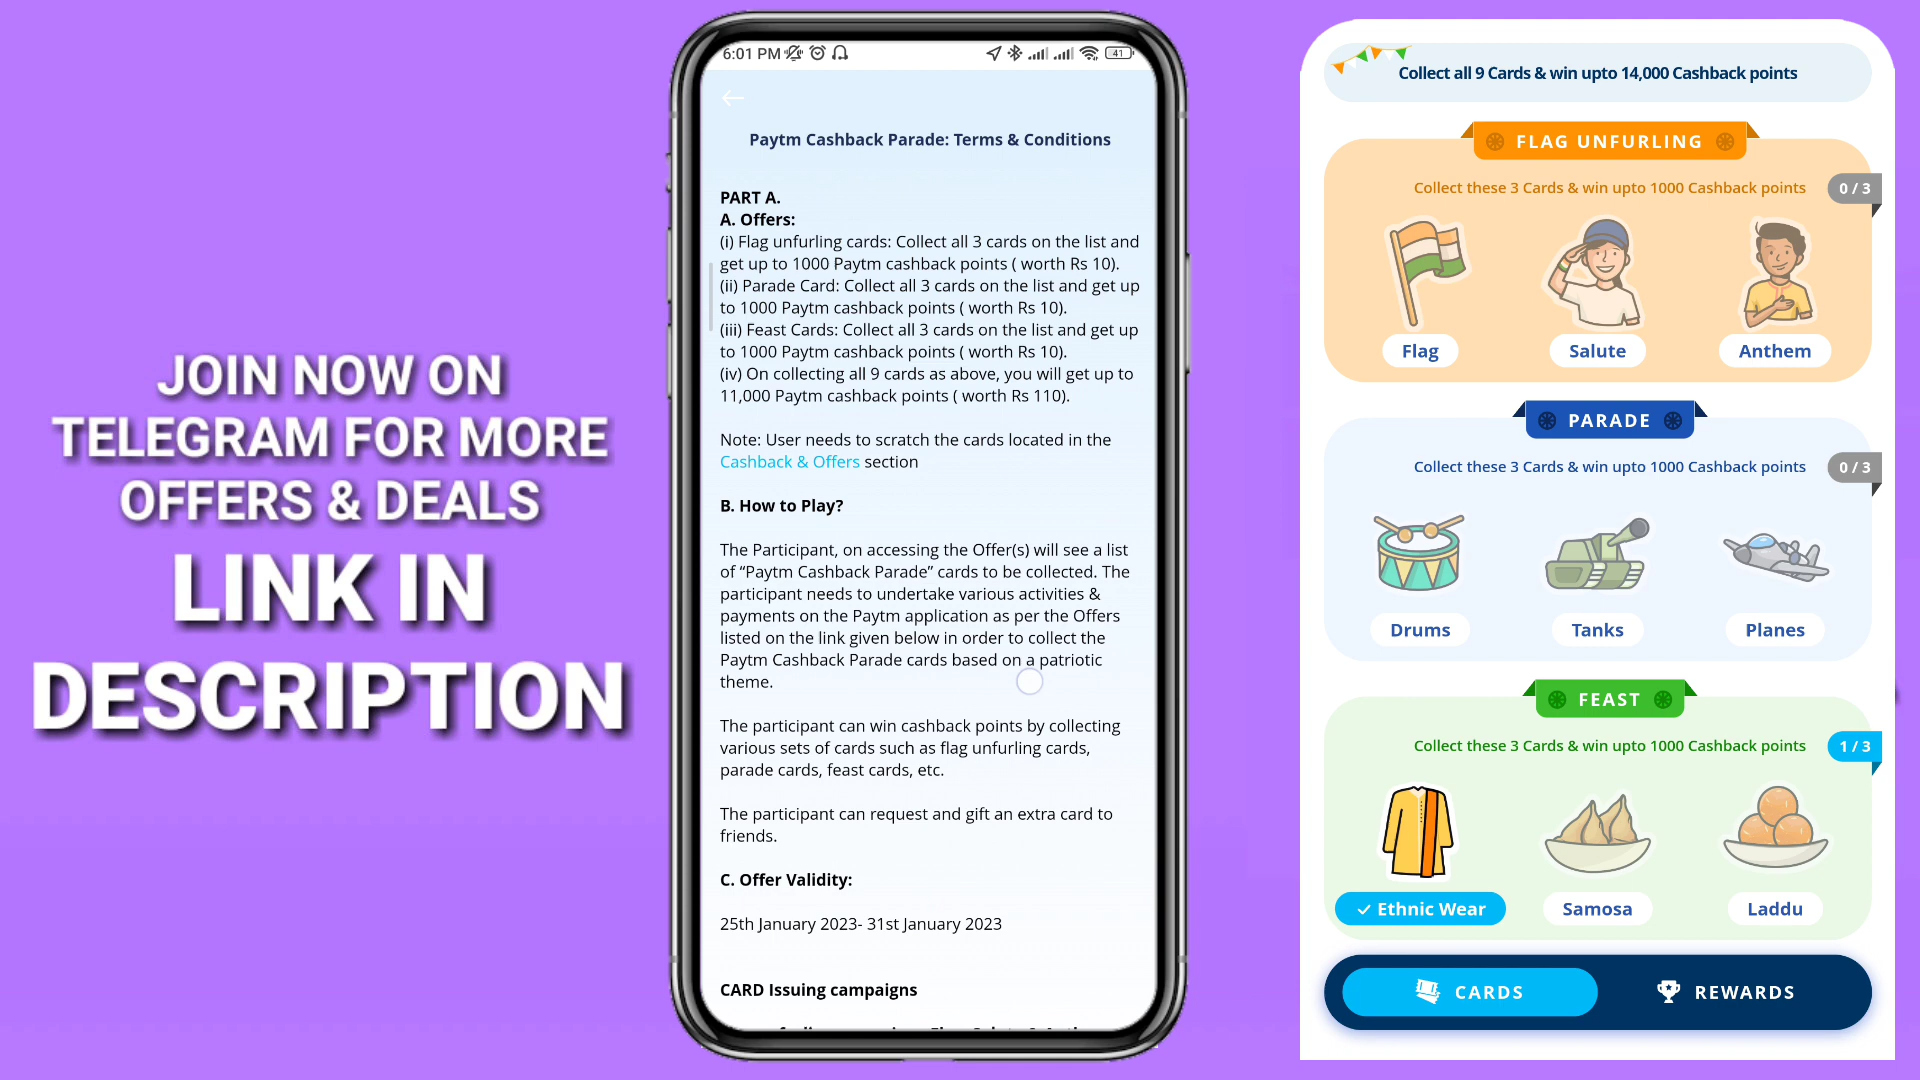 JOIN NOW ON
TELEGRAM FOR MORE
OFFERS & DEALS
LINK IN
DESCRIPTION
6:01 PM
41
Paytm Cashback Parade: Terms & Conditions
PART A.
A. Offers:
(i) Flag unfurling cards: Collect all 3 cards on the list and
get up to 1000 Paytm cashback points ( worth Rs 10).
(ii) Parade Card: Collect all 3 cards on the list and get up
to 1000 Paytm cashback points ( worth Rs 10).
(iii) Feast Cards: Collect all 3 cards on the list and get up
to 1000 Paytm cashback points ( worth Rs 10).
(iv) On collecting all 9 cards as above, you will get up to
11,000 Paytm cashback points ( worth Rs 110).
Note: User needs to scratch the cards located in the
Cashback & Offers section
B. How to Play?
The Participant, on accessing the Offer(s) will see a list
of “Paytm Cashback Parade” cards to be collected. The
participant needs to undertake various activities &
payments on the Paytm application as per the Offers
listed on the link given below in order to collect the
Paytm Cashback Parade cards based on a patriotic
theme.
The participant can win cashback points by collecting
various sets of cards such as flag unfurling cards,
parade cards, feast cards, etc.
The participant can request and gift an extra card to
friends.
C. Offer Validity:
25th January 2023- 31st January 2023
CARD Issuing campaigns
Collect all 9 Cards & win upto 14,000 Cashback points
FLAG UNFURLING
Collect these 3 Cards & win upto 1000 Cashback points
0 / 3
Flag
Salute
Anthem
PARADE
Collect these 3 Cards & win upto 1000 Cashback points
0 / 3
Drums
Tanks
Planes
FEAST
Collect these 3 Cards & win upto 1000 Cashback points
1 / 3
Ethnic Wear
Samosa
Laddu
CARDS
REWARDS